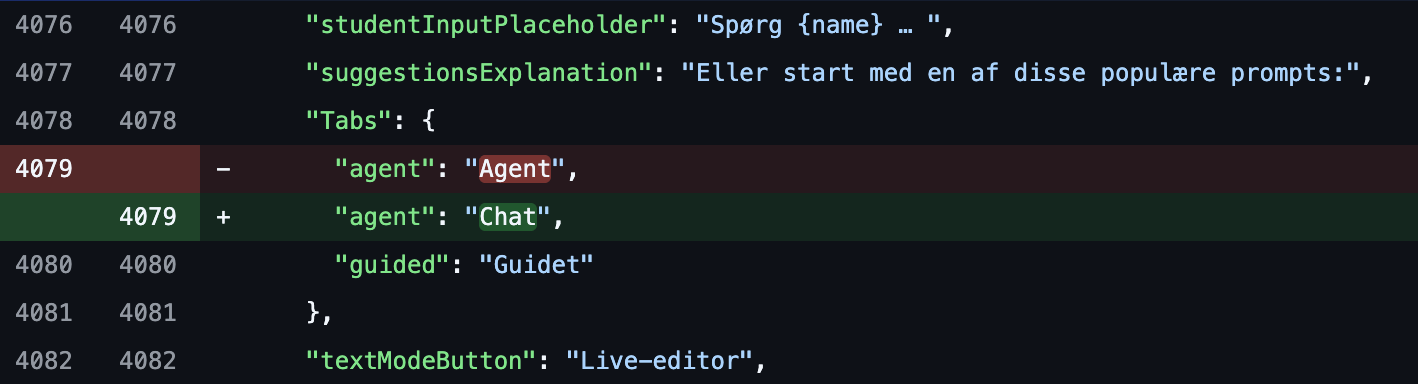 4076 4076 "studentInputPlaceholder": "Spørg {name} … ",
4077 4077 "suggestionsExplanation": "Eller start med en af disse populære prompts:",
4078 4078 "Tabs": {
4079 - "agent": "Agent",
4079 + "agent": "Chat",
4080 4080 "guided": "Guidet"
4081 4081 },
4082 4082 "textModeButton": "Live-editor",